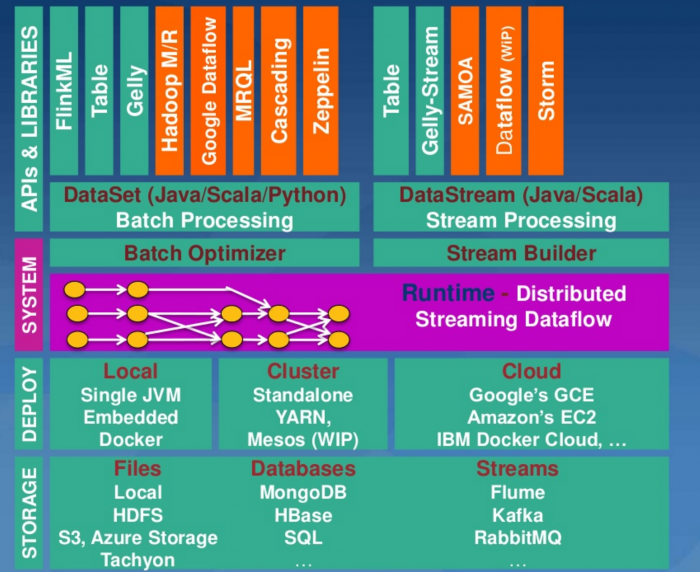 APIs & LIBRARIES
FlinkML
Table
Gelly
Hadoop M/R
Google Dataflow
MRQL
Cascading
Zeppelin
Table
Gelly-Stream
SAMOA
Dataflow (WiP)
Storm
DataSet (Java/Scala/Python)
Batch Processing
DataStream (Java/Scala)
Stream Processing
SYSTEM
Batch Optimizer
Stream Builder
Runtime - Distributed
Streaming Dataflow
DEPLOY
Local
Single JVM
Embedded
Docker
Cluster
Standalone
YARN,
Mesos (WIP)
Cloud
Google's GCE
Amazon's EC2
IBM Docker Cloud, …
STORAGE
Files
Local
HDFS
S3, Azure Storage
Tachyon
Databases
MongoDB
HBase
SQL
…
Streams
Flume
Kafka
RabbitMQ
…